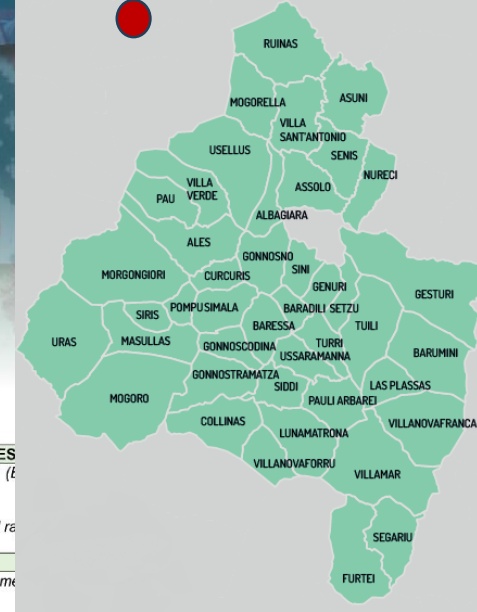 RUINAS
MOGORELLA
ASUNI
VILLA
SANT'ANTONIO
USELLUS
SENIS
NURECI
VILLA
VERDE
PAU
ASSOLO
ALBAGIARA
ALES
GONNOSNO
SINI
MORGONGIORI
CURCURIS
GENURI
GESTURI
SIRIS
POMPU
SIMALA
BARADILI
SETZU
BARESSA
TUILI
URAS
MASULLAS
GONNOSCODINA
TURRI
USSARAMANNA
BARUMINI
GONNOSTRAMATZA
SIDDI
LAS PLASSAS
MOGORO
PAULI ARBAREI
COLLINAS
VILLANOVAFRANCA
LUNAMATRONA
ES
VILLANOVAFORRU
VILLAMAR
SEGARIU
FURTEI